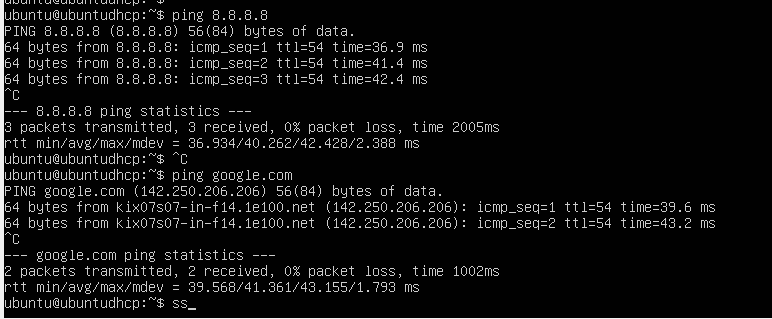 ubuntu@ubuntudhcp:~$
ubuntu@ubuntudhcp:~$ ping 8.8.8.8
PING 8.8.8.8 (8.8.8.8) 56(84) bytes of data.
64 bytes from 8.8.8.8: icmp_seq=1 ttl=54 time=36.9 ms
64 bytes from 8.8.8.8: icmp_seq=2 ttl=54 time=41.4 ms
64 bytes from 8.8.8.8: icmp_seq=3 ttl=54 time=42.4 ms
^C
--- 8.8.8.8 ping statistics ---
3 packets transmitted, 3 received, 0% packet loss, time 2005ms
rtt min/avg/max/mdev = 36.934/40.262/42.428/2.388 ms
ubuntu@ubuntudhcp:~$ ^C
ubuntu@ubuntudhcp:~$ ping google.com
PING google.com (142.250.206.206) 56(84) bytes of data.
64 bytes from kix07s07-in-f14.1e100.net (142.250.206.206): icmp_seq=1 ttl=54 time=39.6 ms
64 bytes from kix07s07-in-f14.1e100.net (142.250.206.206): icmp_seq=2 ttl=54 time=43.2 ms
^C
--- google.com ping statistics ---
2 packets transmitted, 2 received, 0% packet loss, time 1002ms
rtt min/avg/max/mdev = 39.568/41.361/43.155/1.793 ms
ubuntu@ubuntudhcp:~$ ss_